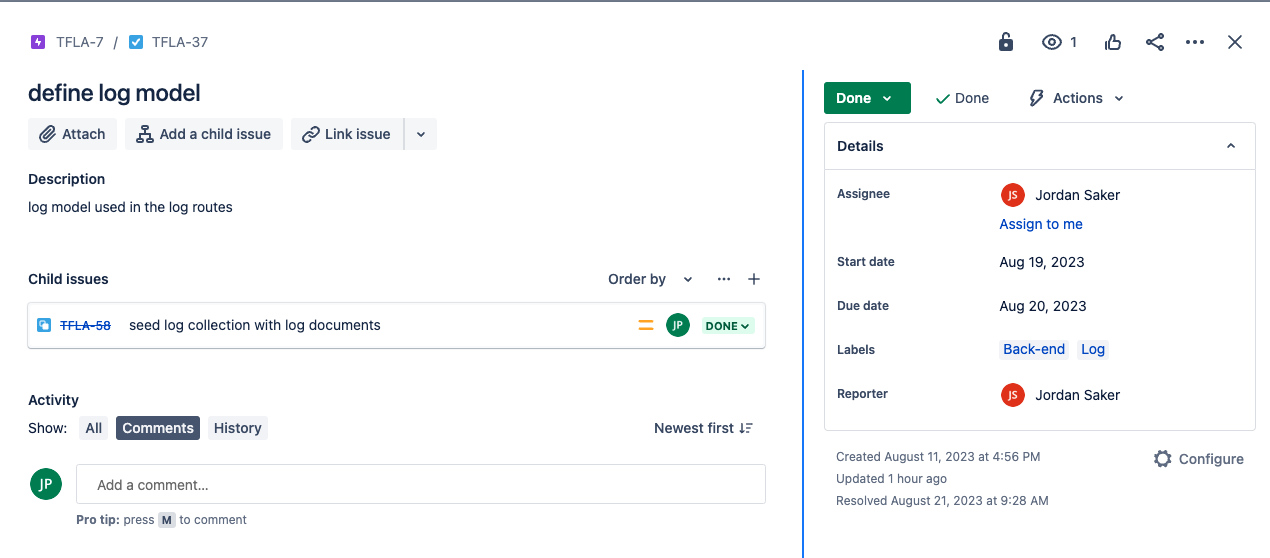 TFLA-7 / TFLA-37
1
define log model
Attach
Add a child issue
Link issue
Description
log model used in the log routes
Child issues
Order by
TFLA-58 seed log collection with log documents
JP
DONE
Activity
Show: All Comments History
Newest first
JP
Add a comment…
Pro tip: press M to comment
Done
Done
Actions
Details
Assignee
JS Jordan Saker
Assign to me
Start date
Aug 19, 2023
Due date
Aug 20, 2023
Labels
Back-end Log
Reporter
JS Jordan Saker
Created August 11, 2023 at 4:56 PM
Updated 1 hour ago
Resolved August 21, 2023 at 9:28 AM
Configure